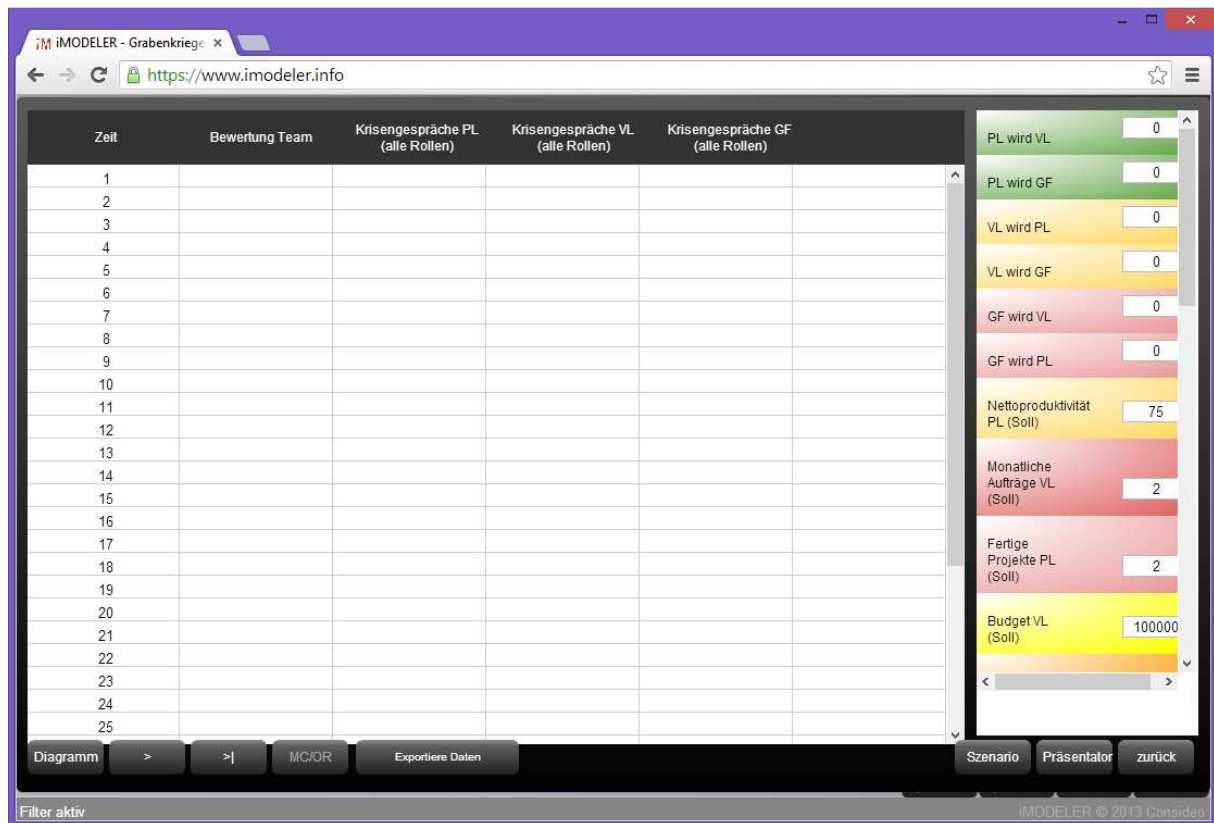 iM iMODELER - Grabenkriege ×
https://www.imodeler.info
Zeit Bewertung Team Krisengespräche PL (alle Rollen) Krisengespräche VL (alle Rollen) Krisengespräche GF (alle Rollen)
1
2
3
4
5
6
7
8
9
10
11
12
13
14
15
16
17
18
19
20
21
22
23
24
25
PL wird VL 0
PL wird GF 0
VL wird PL 0
VL wird GF 0
GF wird VL 0
GF wird PL 0
Nettoproduktivität
PL (Soll) 75
Monatliche
Aufträge VL 2
(Soll)
Fertige
Projekte PL 2
(Soll)
Budget VL
(Soll) 100000
Diagramm > >| MC/OR Exportiere Daten Szenario Präsentator zurück
Filter aktiv iMODELER © 2013 Consideo